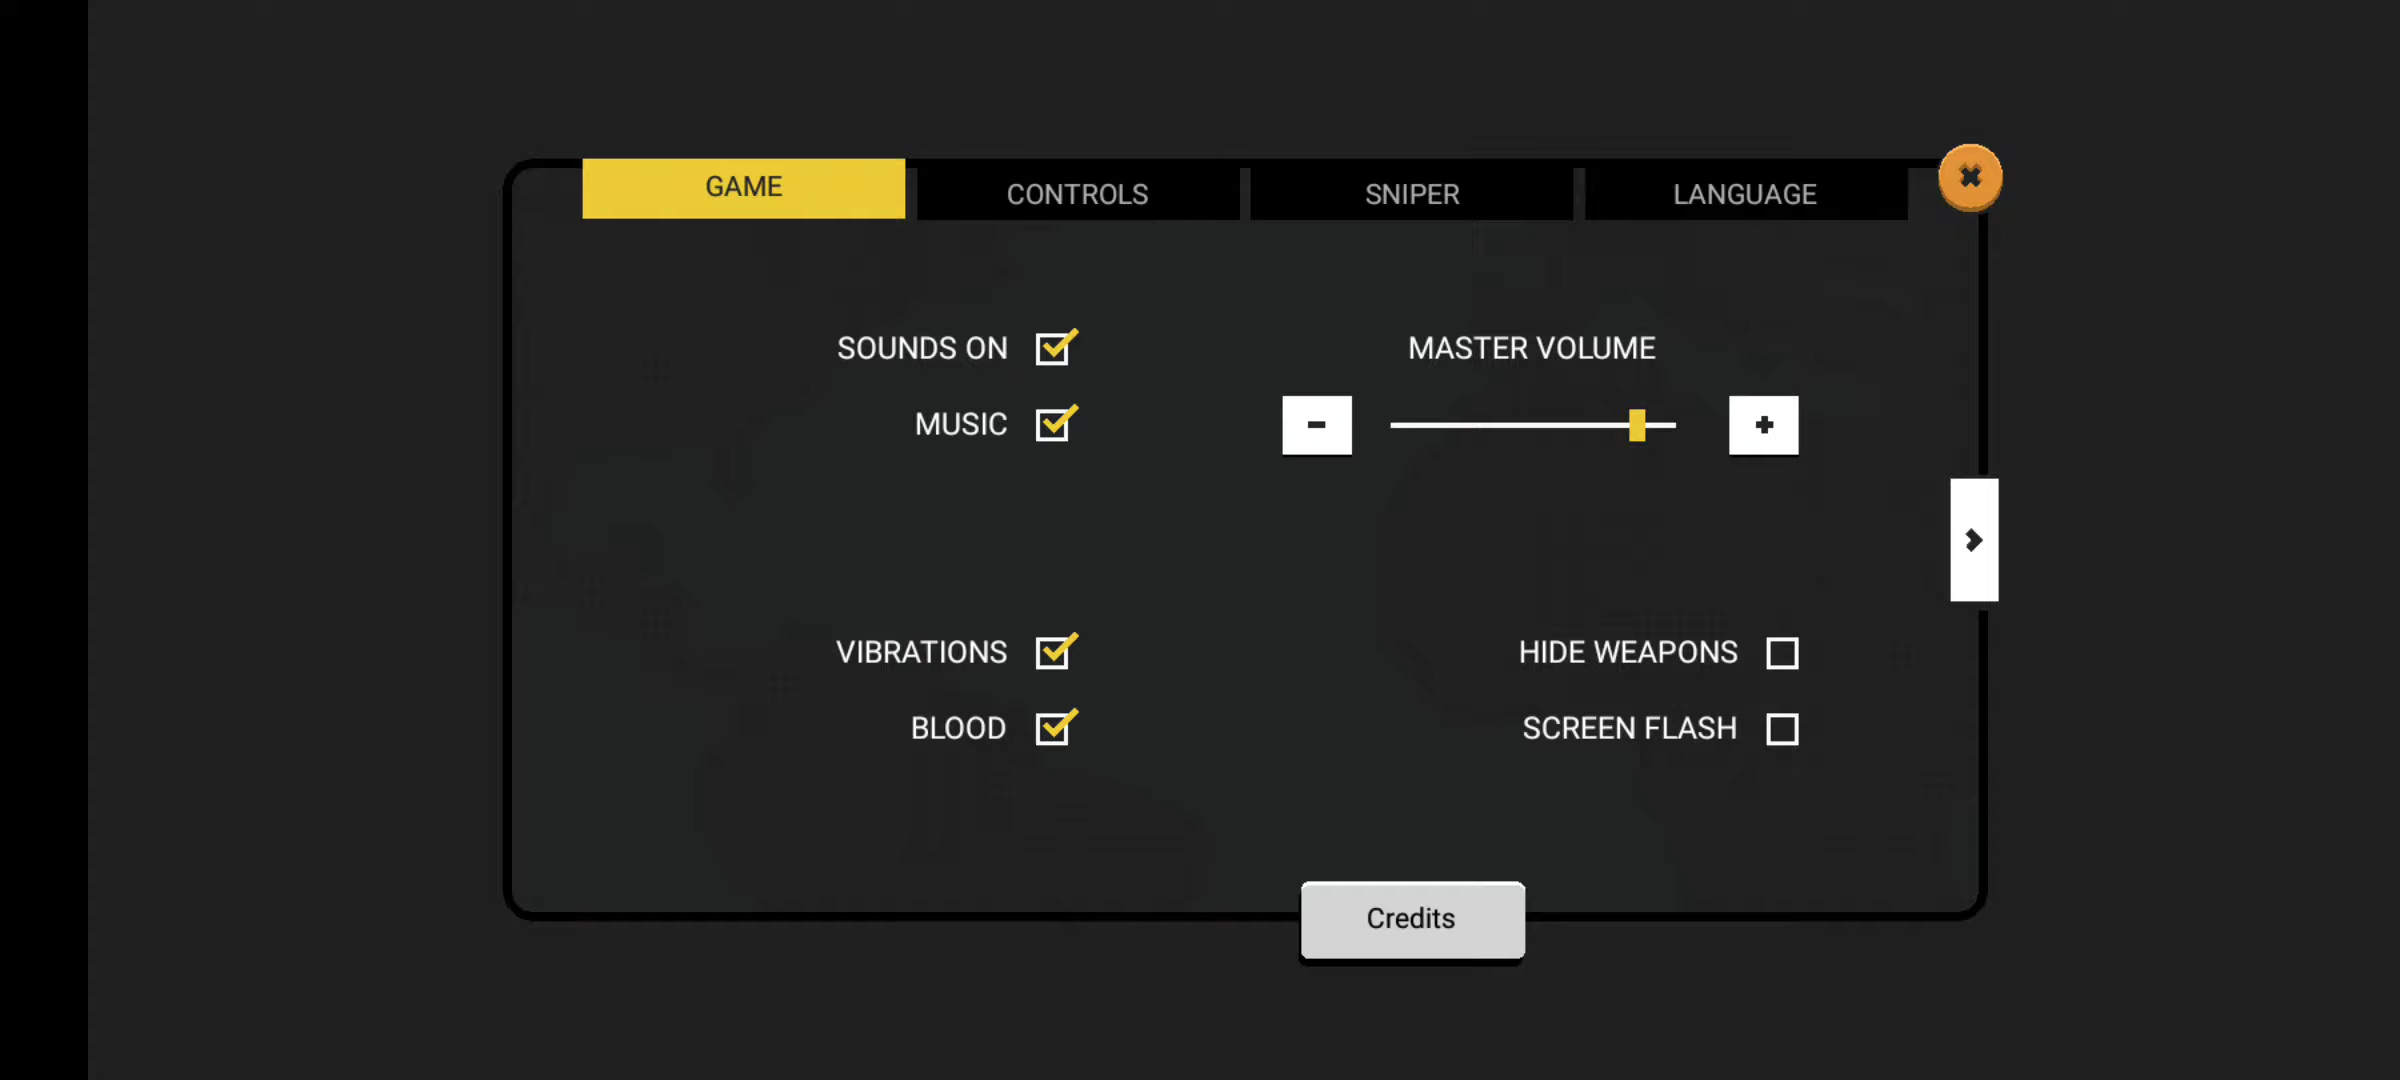 GAME
CONTROLS
SNIPER
LANGUAGE
SOUNDS ON
MASTER VOLUME
MUSIC
-
+
VIBRATIONS
HIDE WEAPONS
BLOOD
SCREEN FLASH
Credits